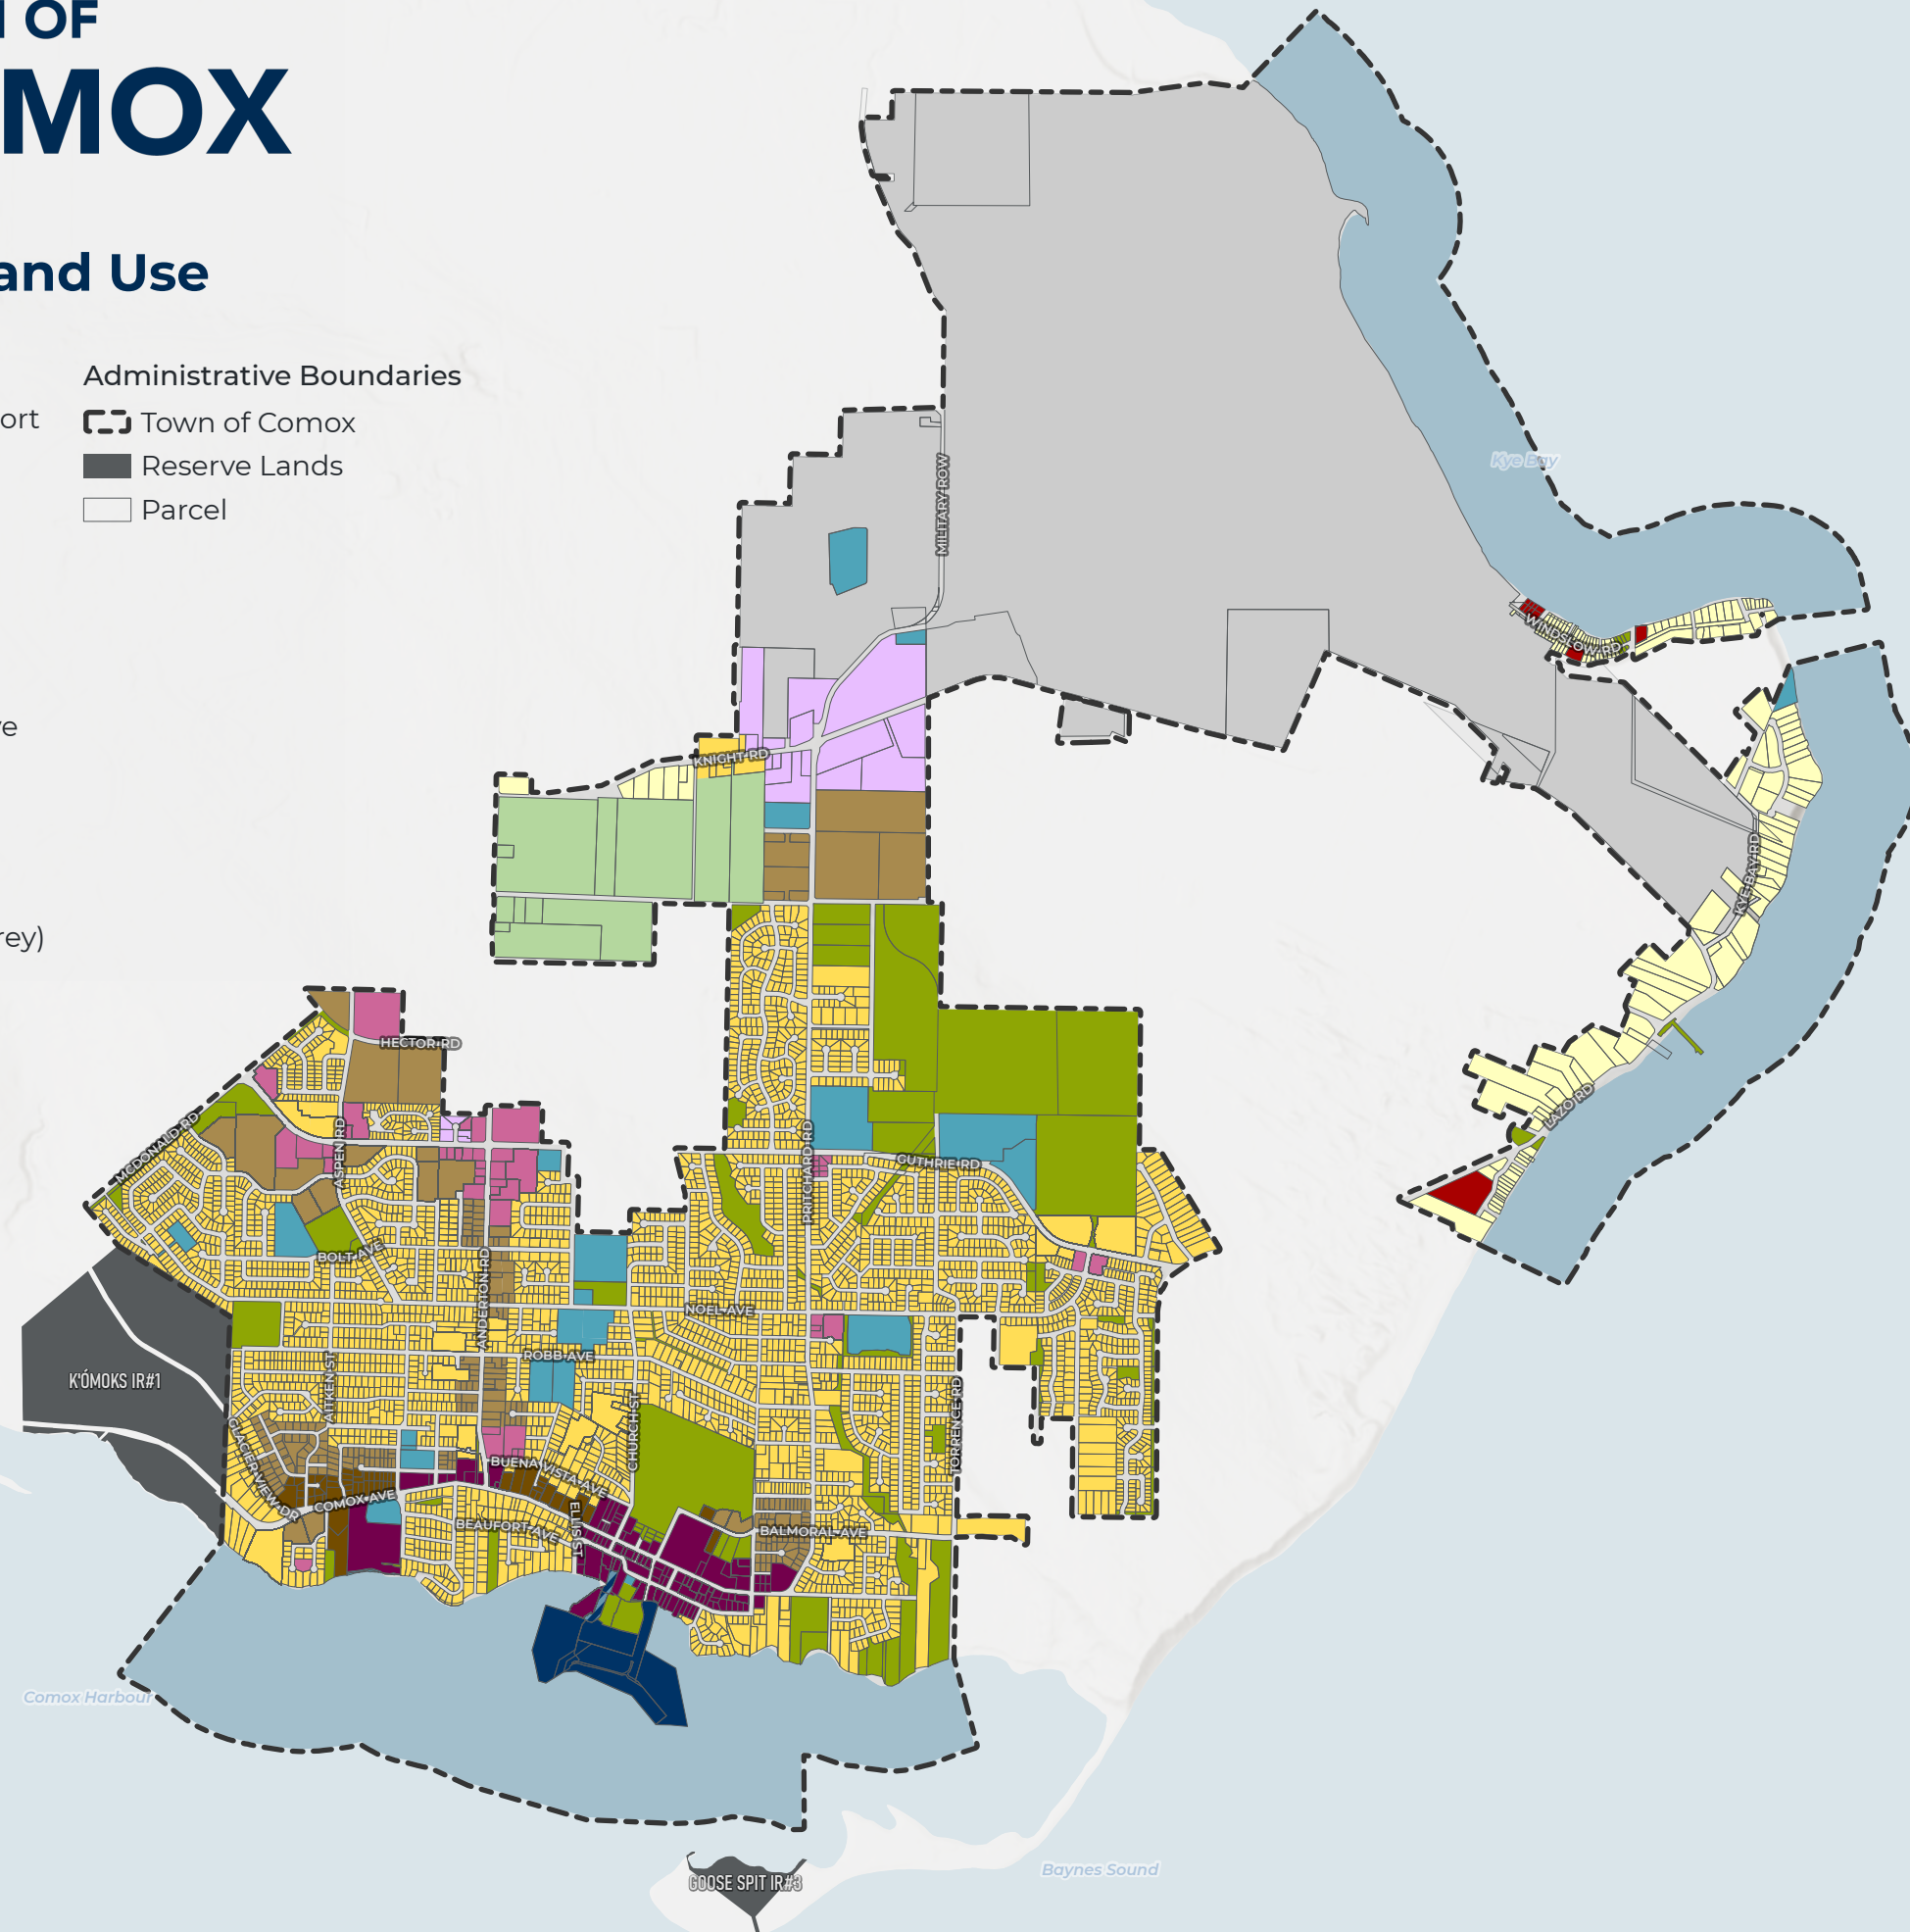 OF
MOX
and Use
Administrative Boundaries
ort
Town of Comox
Reserve Lands
Parcel
Kye Bay
MILITARY ROW
WINDSLOW RD
KNIGHT RD
ve
KYE BAY RD
rey)
HECTOR RD
MCDONALD RD
ASPEN RD
PRITCHARD RD
GUTHRIE RD
LAZO RD
BOLT AVE
ANDERTON RD
NOEL AVE
ROBB AVE
K'ÓMOKS IR#1
AITKEN ST
CHURCH ST
TORRENCE RD
GLACIER VIEW DR
BUENA VISTA AVE
COMOX AVE
BEAUFORT AVE
ELLIS ST
BALMORAL AVE
Comox Harbour
Baynes Sound
GOOSE SPIT IR#3